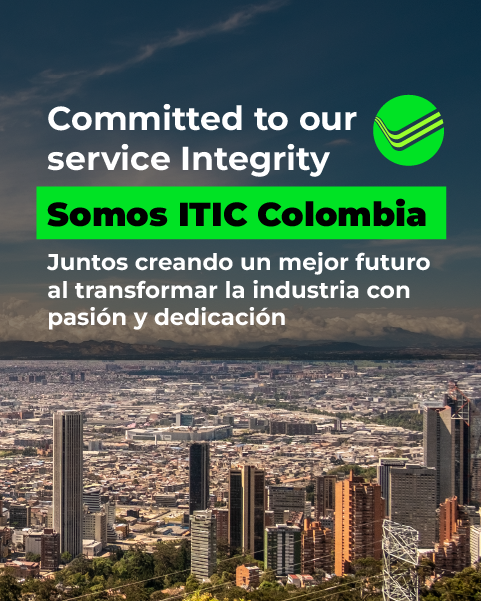 Committed to our
service Integrity
Somos ITIC Colombia
Juntos creando un mejor futuro
al transformar la industria con
pasión y dedicación